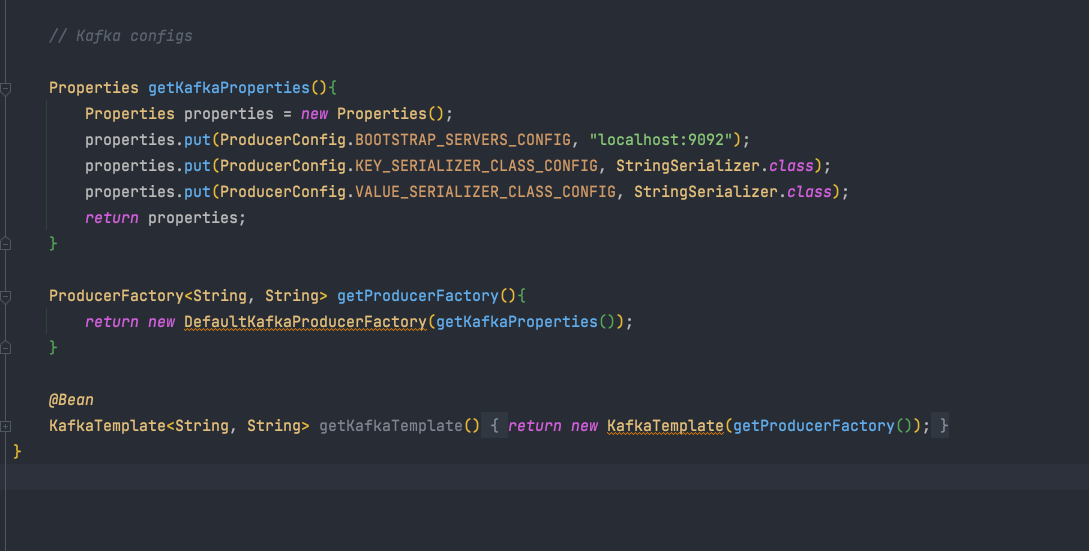 // Kafka configs
Properties getKafkaProperties(){
Properties properties = new Properties();
properties.put(ProducerConfig.BOOTSTRAP_SERVERS_CONFIG, "localhost:9092");
properties.put(ProducerConfig.KEY_SERIALIZER_CLASS_CONFIG, StringSerializer.class);
properties.put(ProducerConfig.VALUE_SERIALIZER_CLASS_CONFIG, StringSerializer.class);
return properties;
}
ProducerFactory<String, String> getProducerFactory(){
return new DefaultKafkaProducerFactory(getKafkaProperties());
}
@Bean
KafkaTemplate<String, String> getKafkaTemplate() { return new KafkaTemplate(getProducerFactory()); }
}